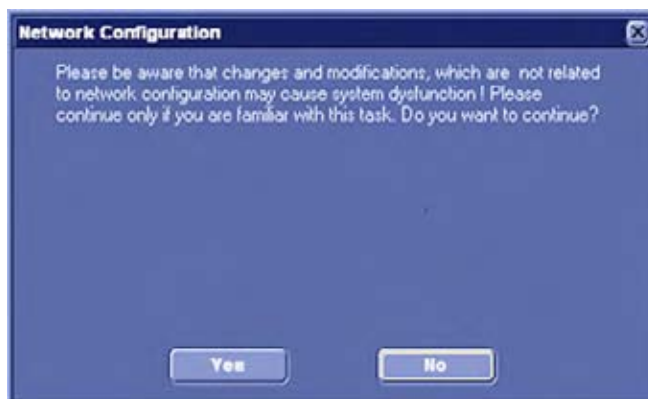 Network Configuration
Please be aware that changes and modifications, which are not related
to network configuration may cause system dysfunction ! Please
continue only if you are familiar with this task. Do you want to continue?
Yes
No